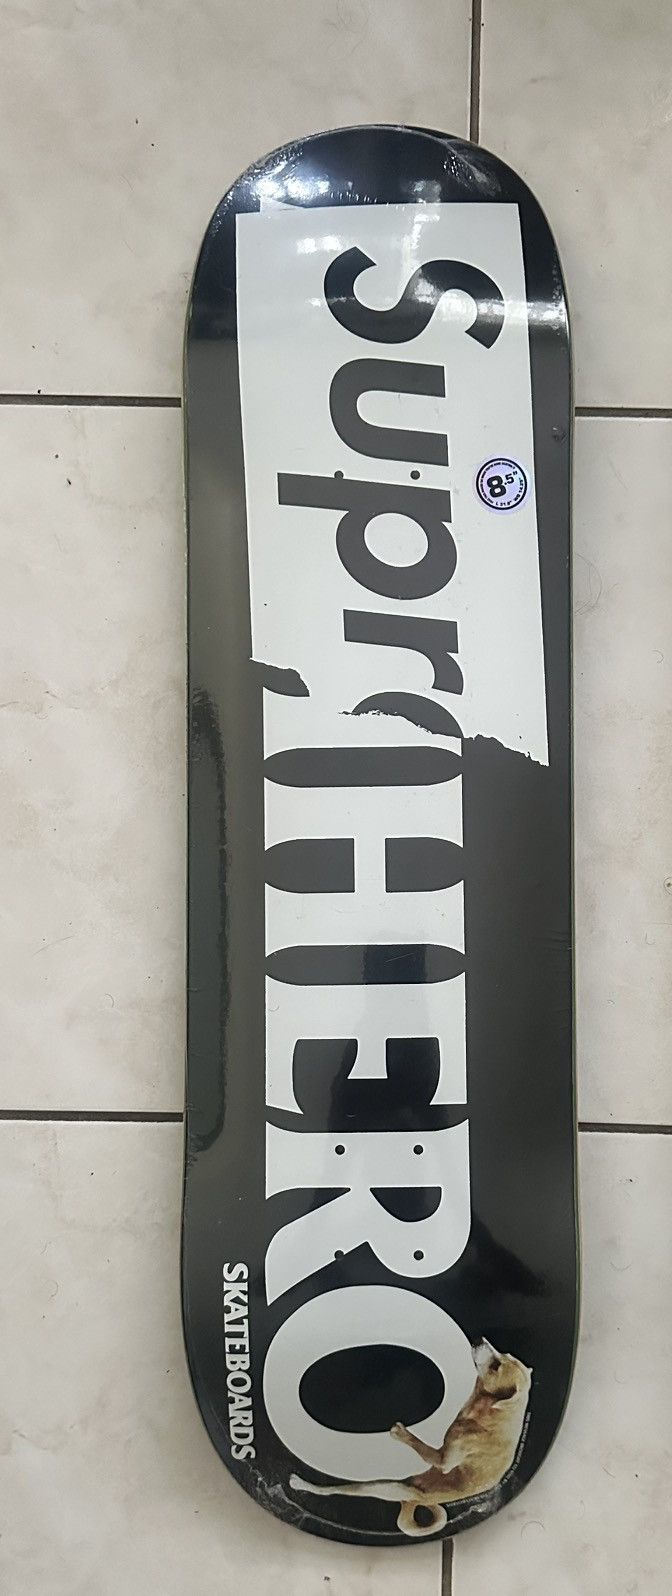 Supr
HERO
SKATEBOARDS
8.5"